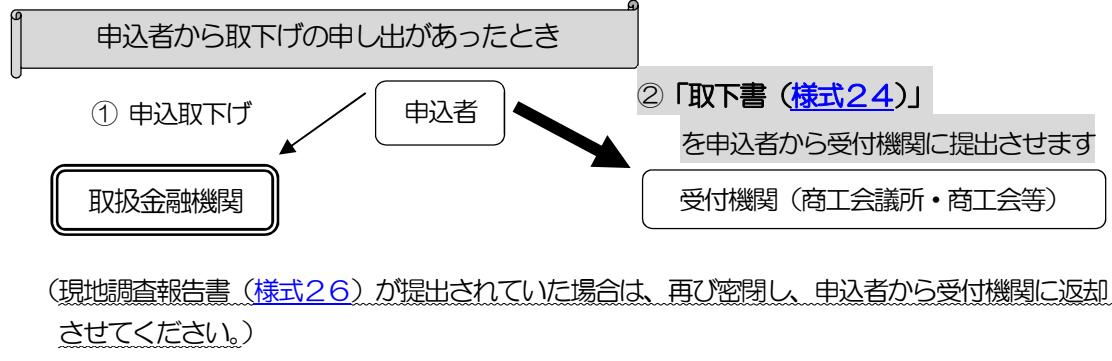 申込者から取下げの申し出があったとき
① 申込取下げ
申込者
②「取下書（様式２４）」
を申込者から受付機関に提出させます
取扱金融機関
受付機関（商工会議所・商工会等）
（現地調査報告書（様式２６）が提出されていた場合は、再び密閉し、申込者から受付機関に返却
させてください。）